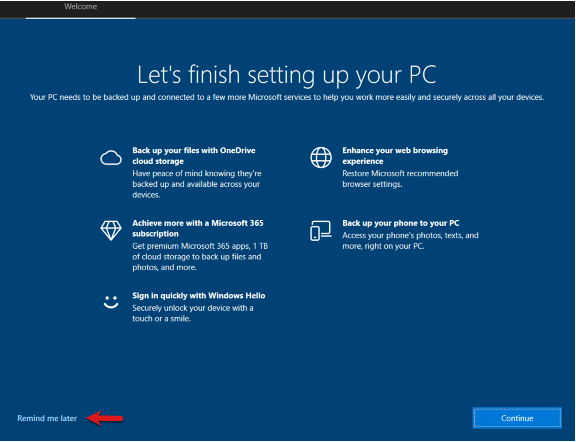 Welcome
Let's finish setting up your PC
Your PC needs to be backed up and connected to a few more Microsoft services to help you work more easily and securely across all your devices.
Back up your files with OneDrive
cloud storage
Have peace of mind knowing they're
backed up and available across your
devices.
Enhance your web browsing
experience
Restore Microsoft recommended
browser settings.
Achieve more with a Microsoft 365
subscription
Get premium Microsoft 365 apps, 1 TB
of cloud storage to back up files and
photos, and more.
Back up your phone to your PC
Access your phone's photos, texts, and
more, right on your PC.
Sign in quickly with Windows Hello
Securely unlock your device with a
touch or a smile.
Remind me later
Continue